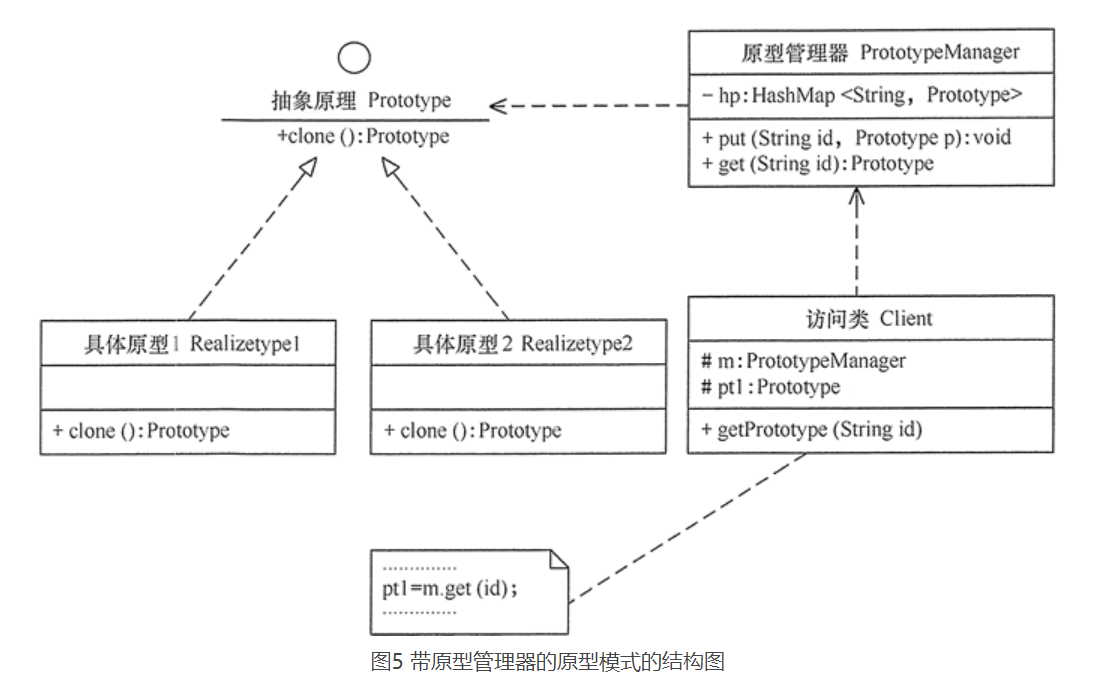 抽象原理 Prototype
+clone ():Prototype
原型管理器 PrototypeManager
- hp:HashMap <String, Prototype>
+ put (String id, Prototype p):void
+ get (String id):Prototype
具体原型1 Realizetype1
+ clone ():Prototype
具体原型2 Realizetype2
+ clone ():Prototype
访问类 Client
# m:PrototypeManager
# pt1:Prototype
+ getPrototype (String id)
..............
pt1=m.get (id);
..............
图5 带原型管理器的原型模式的结构图